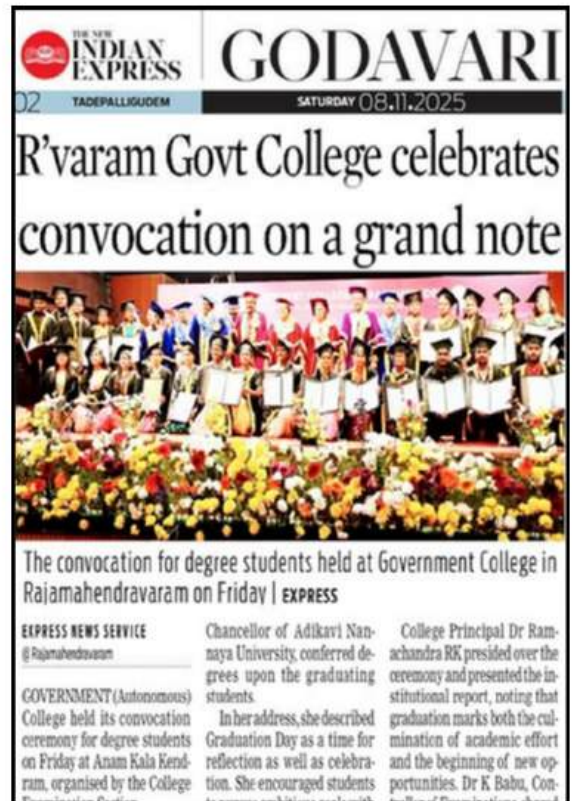 THE NEW
INDIAN
EXPRESS
GODAVARI
02 TADEPALLIGUDEM SATURDAY 08.11.2025
R'varam Govt College celebrates
convocation on a grand note
The convocation for degree students held at Government College in
Rajamahendravaram on Friday | EXPRESS
EXPRESS NEWS SERVICE
@ Rajamahendravaram
GOVERNMENT (Autonomous)
College held its convocation
ceremony for degree students
on Friday at Anam Kala Kend-
ram, organised by the College
Examination Section
Chancellor of Adikavi Nan-
naya University, conferred de-
grees upon the graduating
students.
In her address, she described
Graduation Day as a time for
reflection as well as celebra-
tion. She encouraged students
College Principal Dr Ram-
achandra RK presided over the
ceremony and presented the in-
stitutional report, noting that
graduation marks both the cul-
mination of academic effort
and the beginning of new op-
portunities. Dr K Babu, Con-